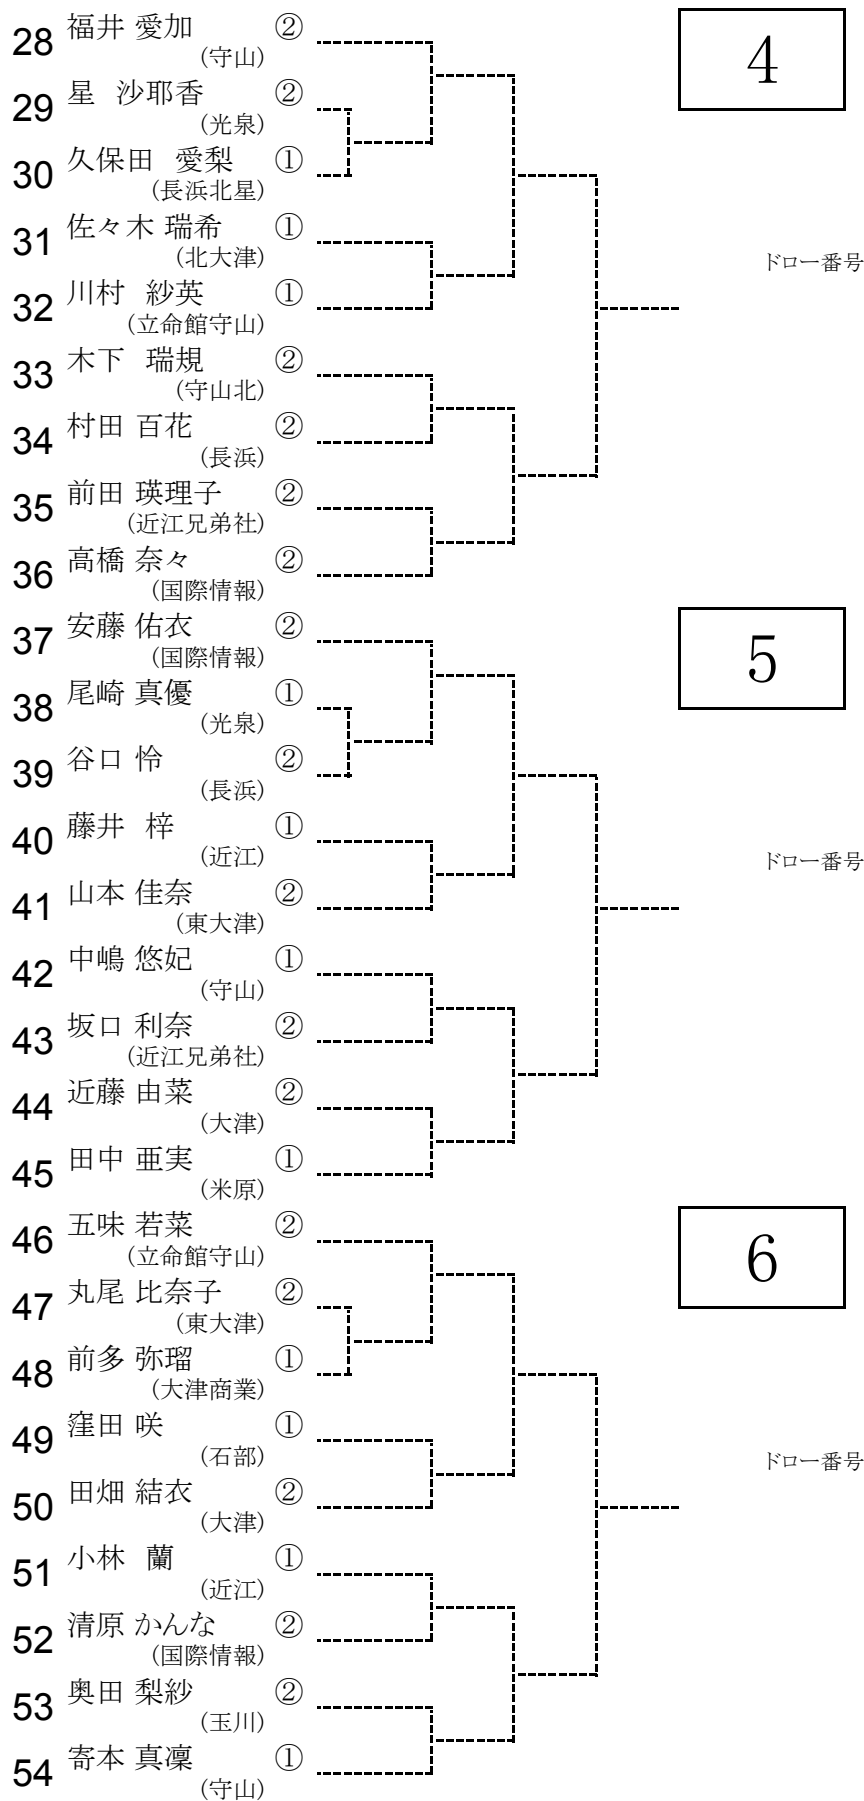 28 福井 愛加 ②
(守山)
4
29 星 沙耶香 ②
(光泉)
30 久保田 愛梨 ①
(長浜北星)
31 佐々木 瑞希 ①
(北大津)
ドロー番号
32 川村 紗英 ①
(立命館守山)
33 木下 瑞規 ②
(守山北)
34 村田 百花 ②
(長浜)
35 前田 瑛理子 ②
(近江兄弟社)
36 高橋 奈々 ②
(国際情報)
37 安藤 佑衣 ②
(国際情報)
5
38 尾崎 真優 ①
(光泉)
39 谷口 怜 ②
(長浜)
40 藤井 梓 ①
(近江)
ドロー番号
41 山本 佳奈 ②
(東大津)
42 中嶋 悠妃 ①
(守山)
43 坂口 利奈 ②
(近江兄弟社)
44 近藤 由菜 ②
(大津)
45 田中 亜実 ①
(米原)
46 五味 若菜 ②
(立命館守山)
6
47 丸尾 比奈子 ②
(東大津)
48 前多 弥瑠 ①
(大津商業)
49 窪田 咲 ①
(石部)
ドロー番号
50 田畑 結衣 ②
(大津)
51 小林 蘭 ①
(近江)
52 清原 かんな ②
(国際情報)
53 奥田 梨紗 ②
(玉川)
54 寄本 真凜 ①
(守山)